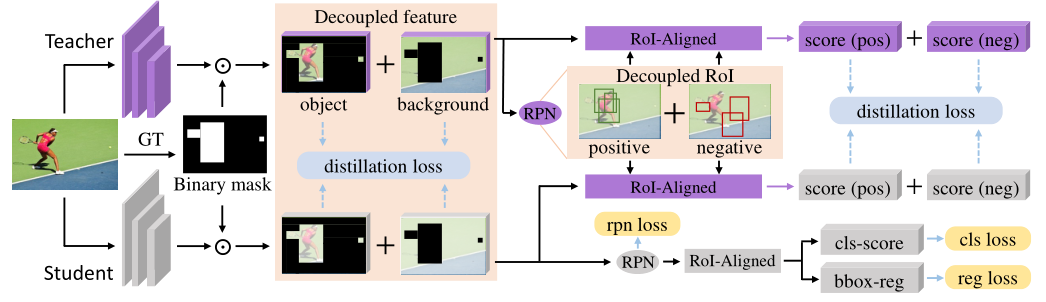 Teacher
Decoupled feature
object
background
RoI-Aligned
score (pos)
score (neg)
RPN
Decoupled RoI
positive
negative
distillation loss
GT
Binary mask
distillation loss
RoI-Aligned
score (pos)
score (neg)
Student
rpn loss
RPN
RoI-Aligned
cls-score
cls loss
bbox-reg
reg loss